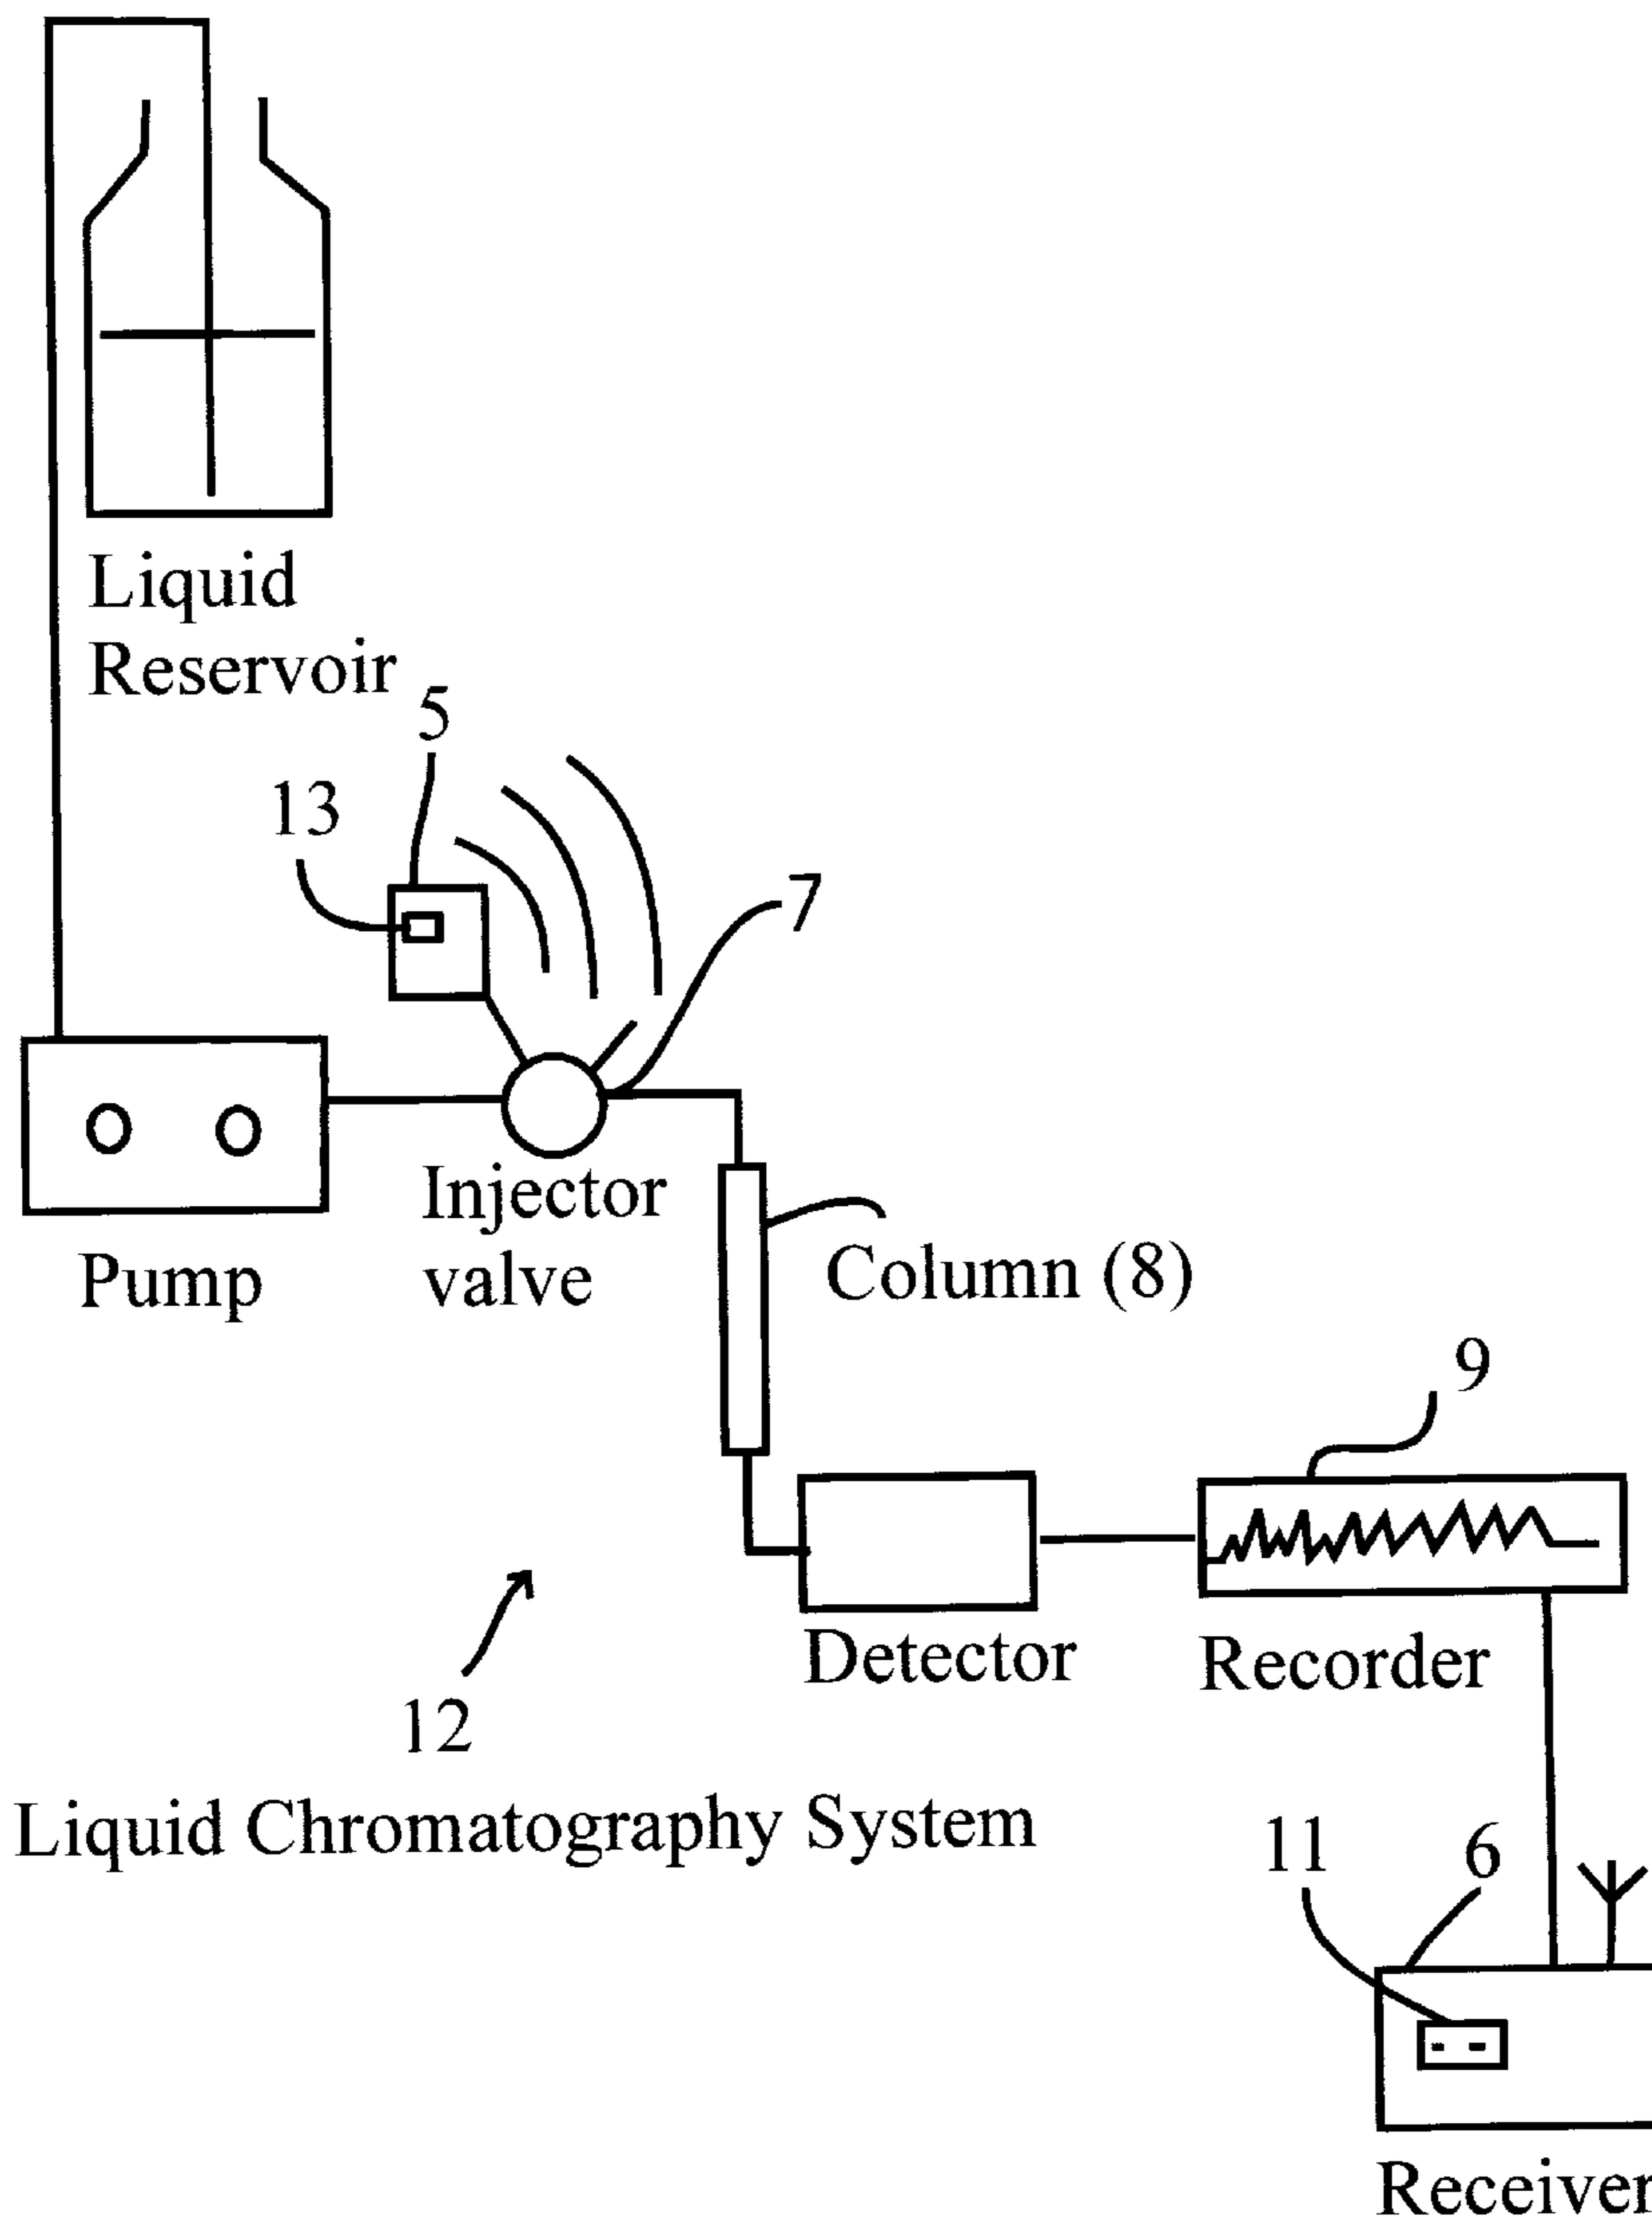 Liquid
Reservoir
5
13
7
Injector
valve
Pump
Column (8)
9
Detector
Recorder
12
Liquid Chromatography System
11
6
Receiver